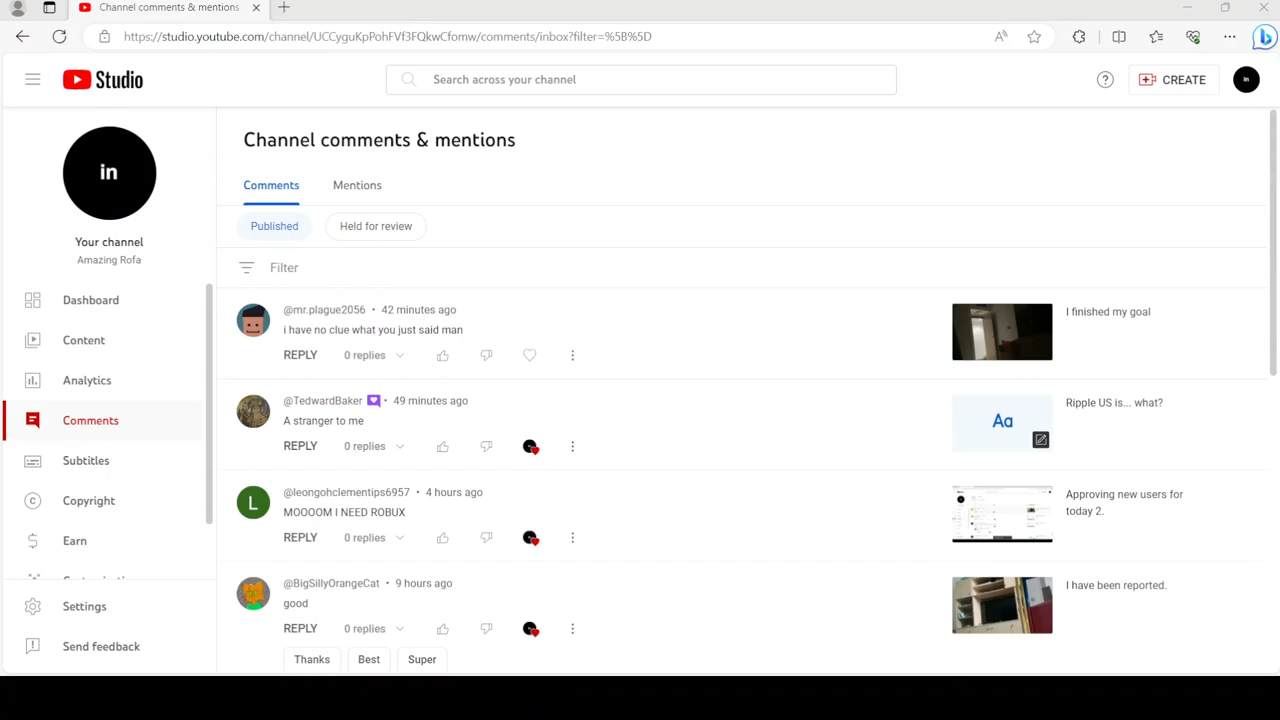 Channel comments & mentions
https://studio.youtube.com/channel/UCCyguKpPohFVf3FQkwCfomw/comments/inbox?filter=%5B%5D
Studio
Search across your channel
CREATE
in
in
Your channel
Amazing Rofa
Dashboard
Content
Analytics
Comments
Subtitles
Copyright
Earn
Settings
Send feedback
Channel comments & mentions
Comments Mentions
Published Held for review
Filter
@mr.plague2056 • 42 minutes ago
i have no clue what you just said man
REPLY 0 replies
I finished my goal
@TedwardBaker • 49 minutes ago
A stranger to me
REPLY 0 replies
Aa
Ripple US is... what?
L
@leongohclementips6957 • 4 hours ago
MOOOOM I NEED ROBUX
REPLY 0 replies
Approving new users for
today 2.
@BigSillyOrangeCat • 9 hours ago
good
REPLY 0 replies
Thanks Best Super
I have been reported.